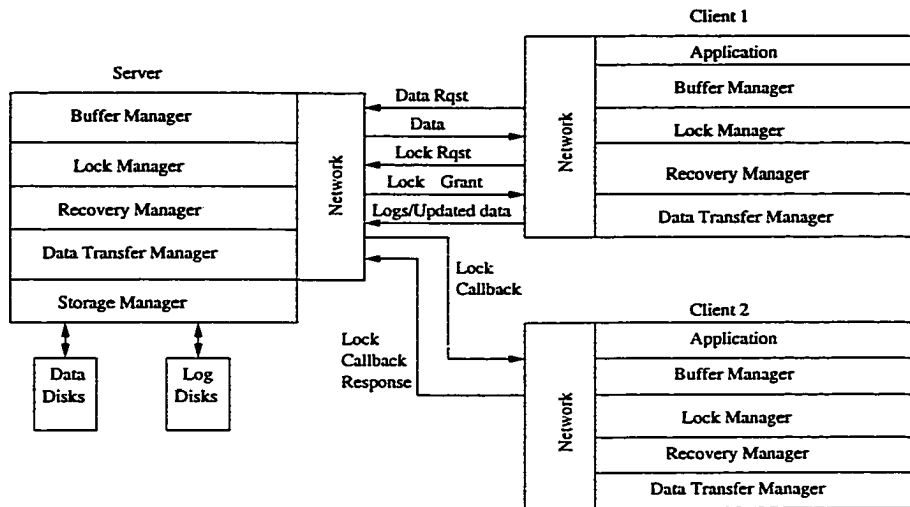 Server
Buffer Manager
Lock Manager
Recovery Manager
Data Transfer Manager
Storage Manager
Network
Data
Disks
Log
Disks
Data Rqst
Data
Lock Rqst
Lock Grant
Logs/Updated data
Lock
Callback
Lock
Callback
Response
Client 1
Network
Application
Buffer Manager
Lock Manager
Recovery Manager
Data Transfer Manager
Client 2
Network
Application
Buffer Manager
Lock Manager
Recovery Manager
Data Transfer Manager